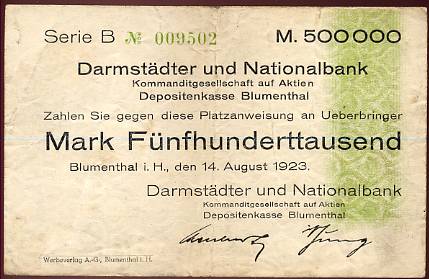 Serie B № 009502 M. 500000
Darmstädter und Nationalbank
Kommanditgesellschaft auf Aktien
Depositenkasse Blumenthal
Zahlen Sie gegen diese Platzanweisung an Ueberbringer
Mark Fünfhunderttausend
Blumenthal i. H., den 14. August 1923.
Darmstädter und Nationalbank
Kommanditgesellschaft auf Aktien
Depositenkasse Blumenthal
Werbeverlag A.-G., Blumenthal i. H.